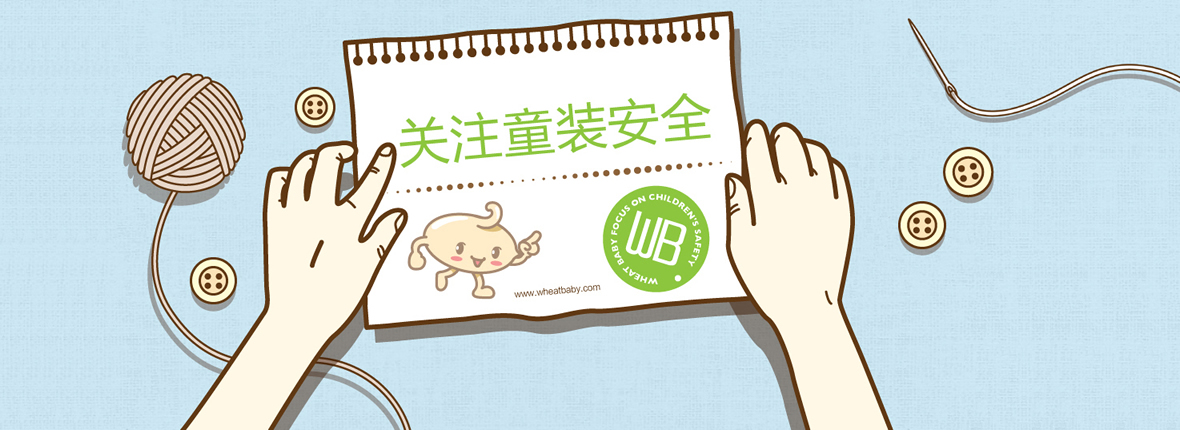 关注童装安全
WHEAT BABY FOCUS ON CHILDREN'S SAFETY
WB
www.wheatbaby.com